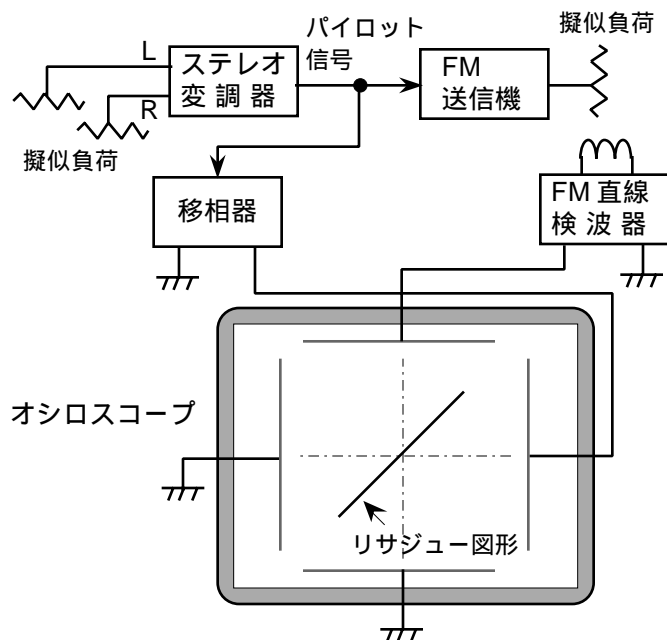 パイロット
信号
擬似負荷
L
R
ステレオ
変 調 器
FM
送信機
擬似負荷
移相器
FM 直線
検 波 器
オシロスコープ
リサジュー図形